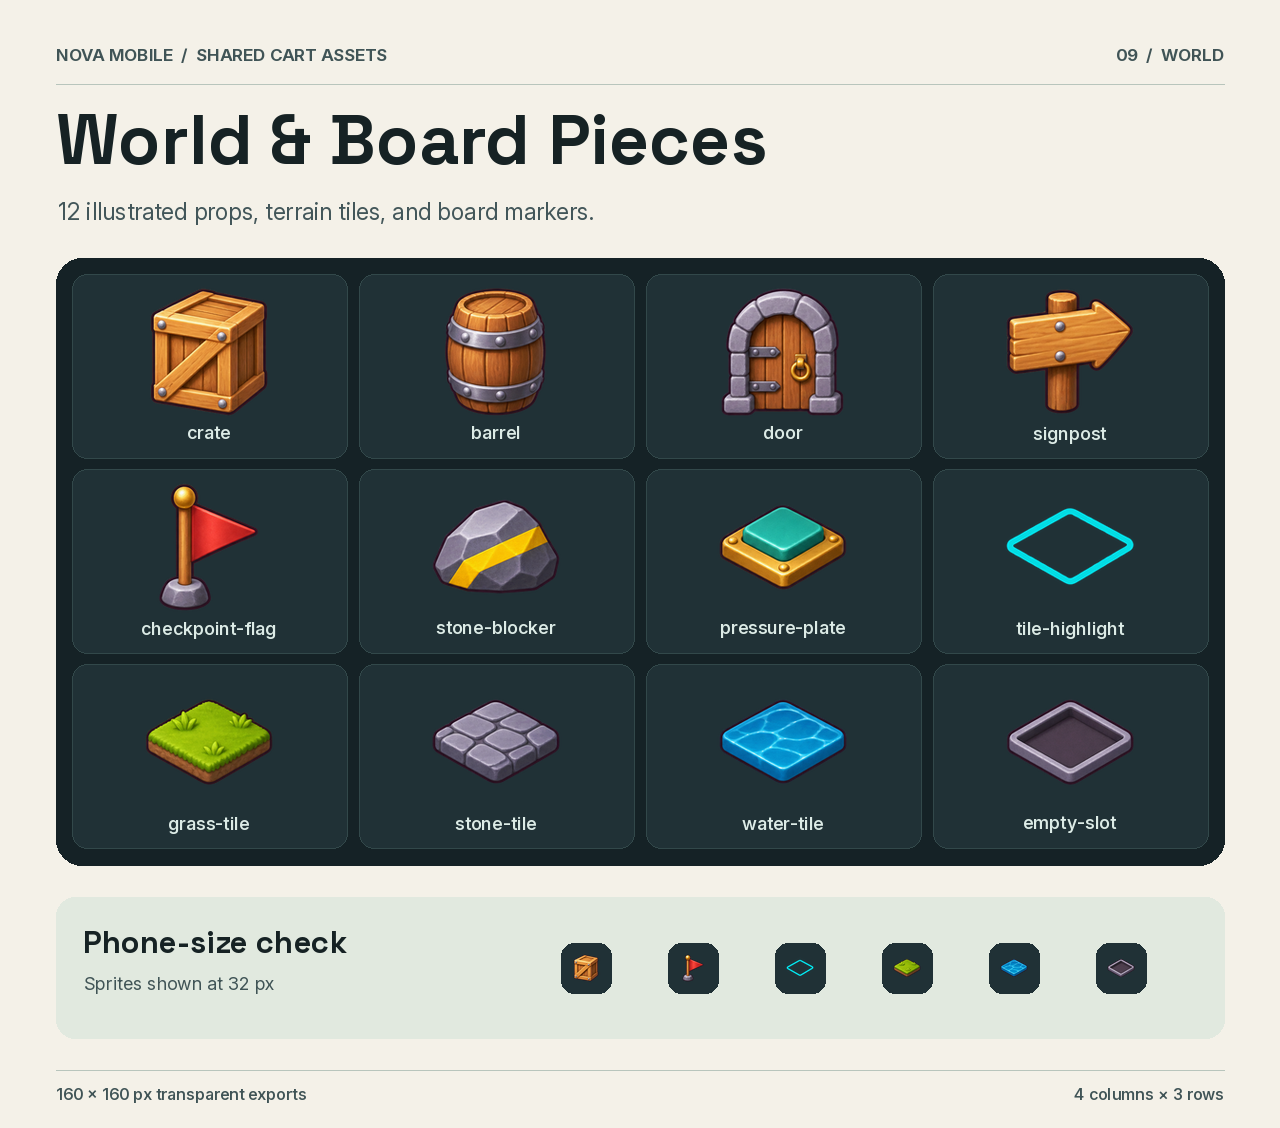 NOVA MOBILE / SHARED CART ASSETS
09 / WORLD
World & Board Pieces
12 illustrated props, terrain tiles, and board markers.
crate
barrel
door
signpost
checkpoint-flag
stone-blocker
pressure-plate
tile-highlight
grass-tile
stone-tile
water-tile
empty-slot
Phone-size check
Sprites shown at 32 px
160 × 160 px transparent exports
4 columns × 3 rows